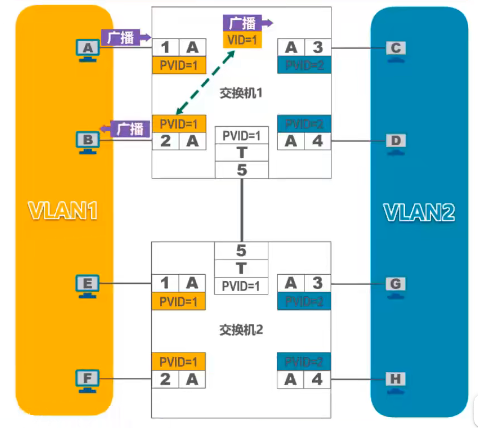 广播
广播
A
1 A
VID=1
A 3
C
PVID=1
PVID=2
交换机1
广播
PVID=1
PVID=2
B
2 A
PVID=1
A 4
D
T
5
VLAN1
VLAN2
5
E
1 A
T
A 3
G
PVID=1
PVID=1
PVID=2
交换机2
PVID=1
PVID=2
F
2 A
A 4
H